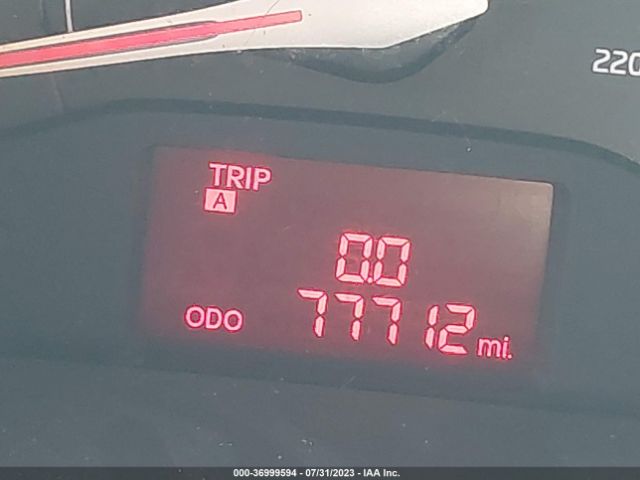 220
TRIP
A
0.0
ODO 77712 mi.
000-36999594 - 07/31/2023 - IAA Inc.